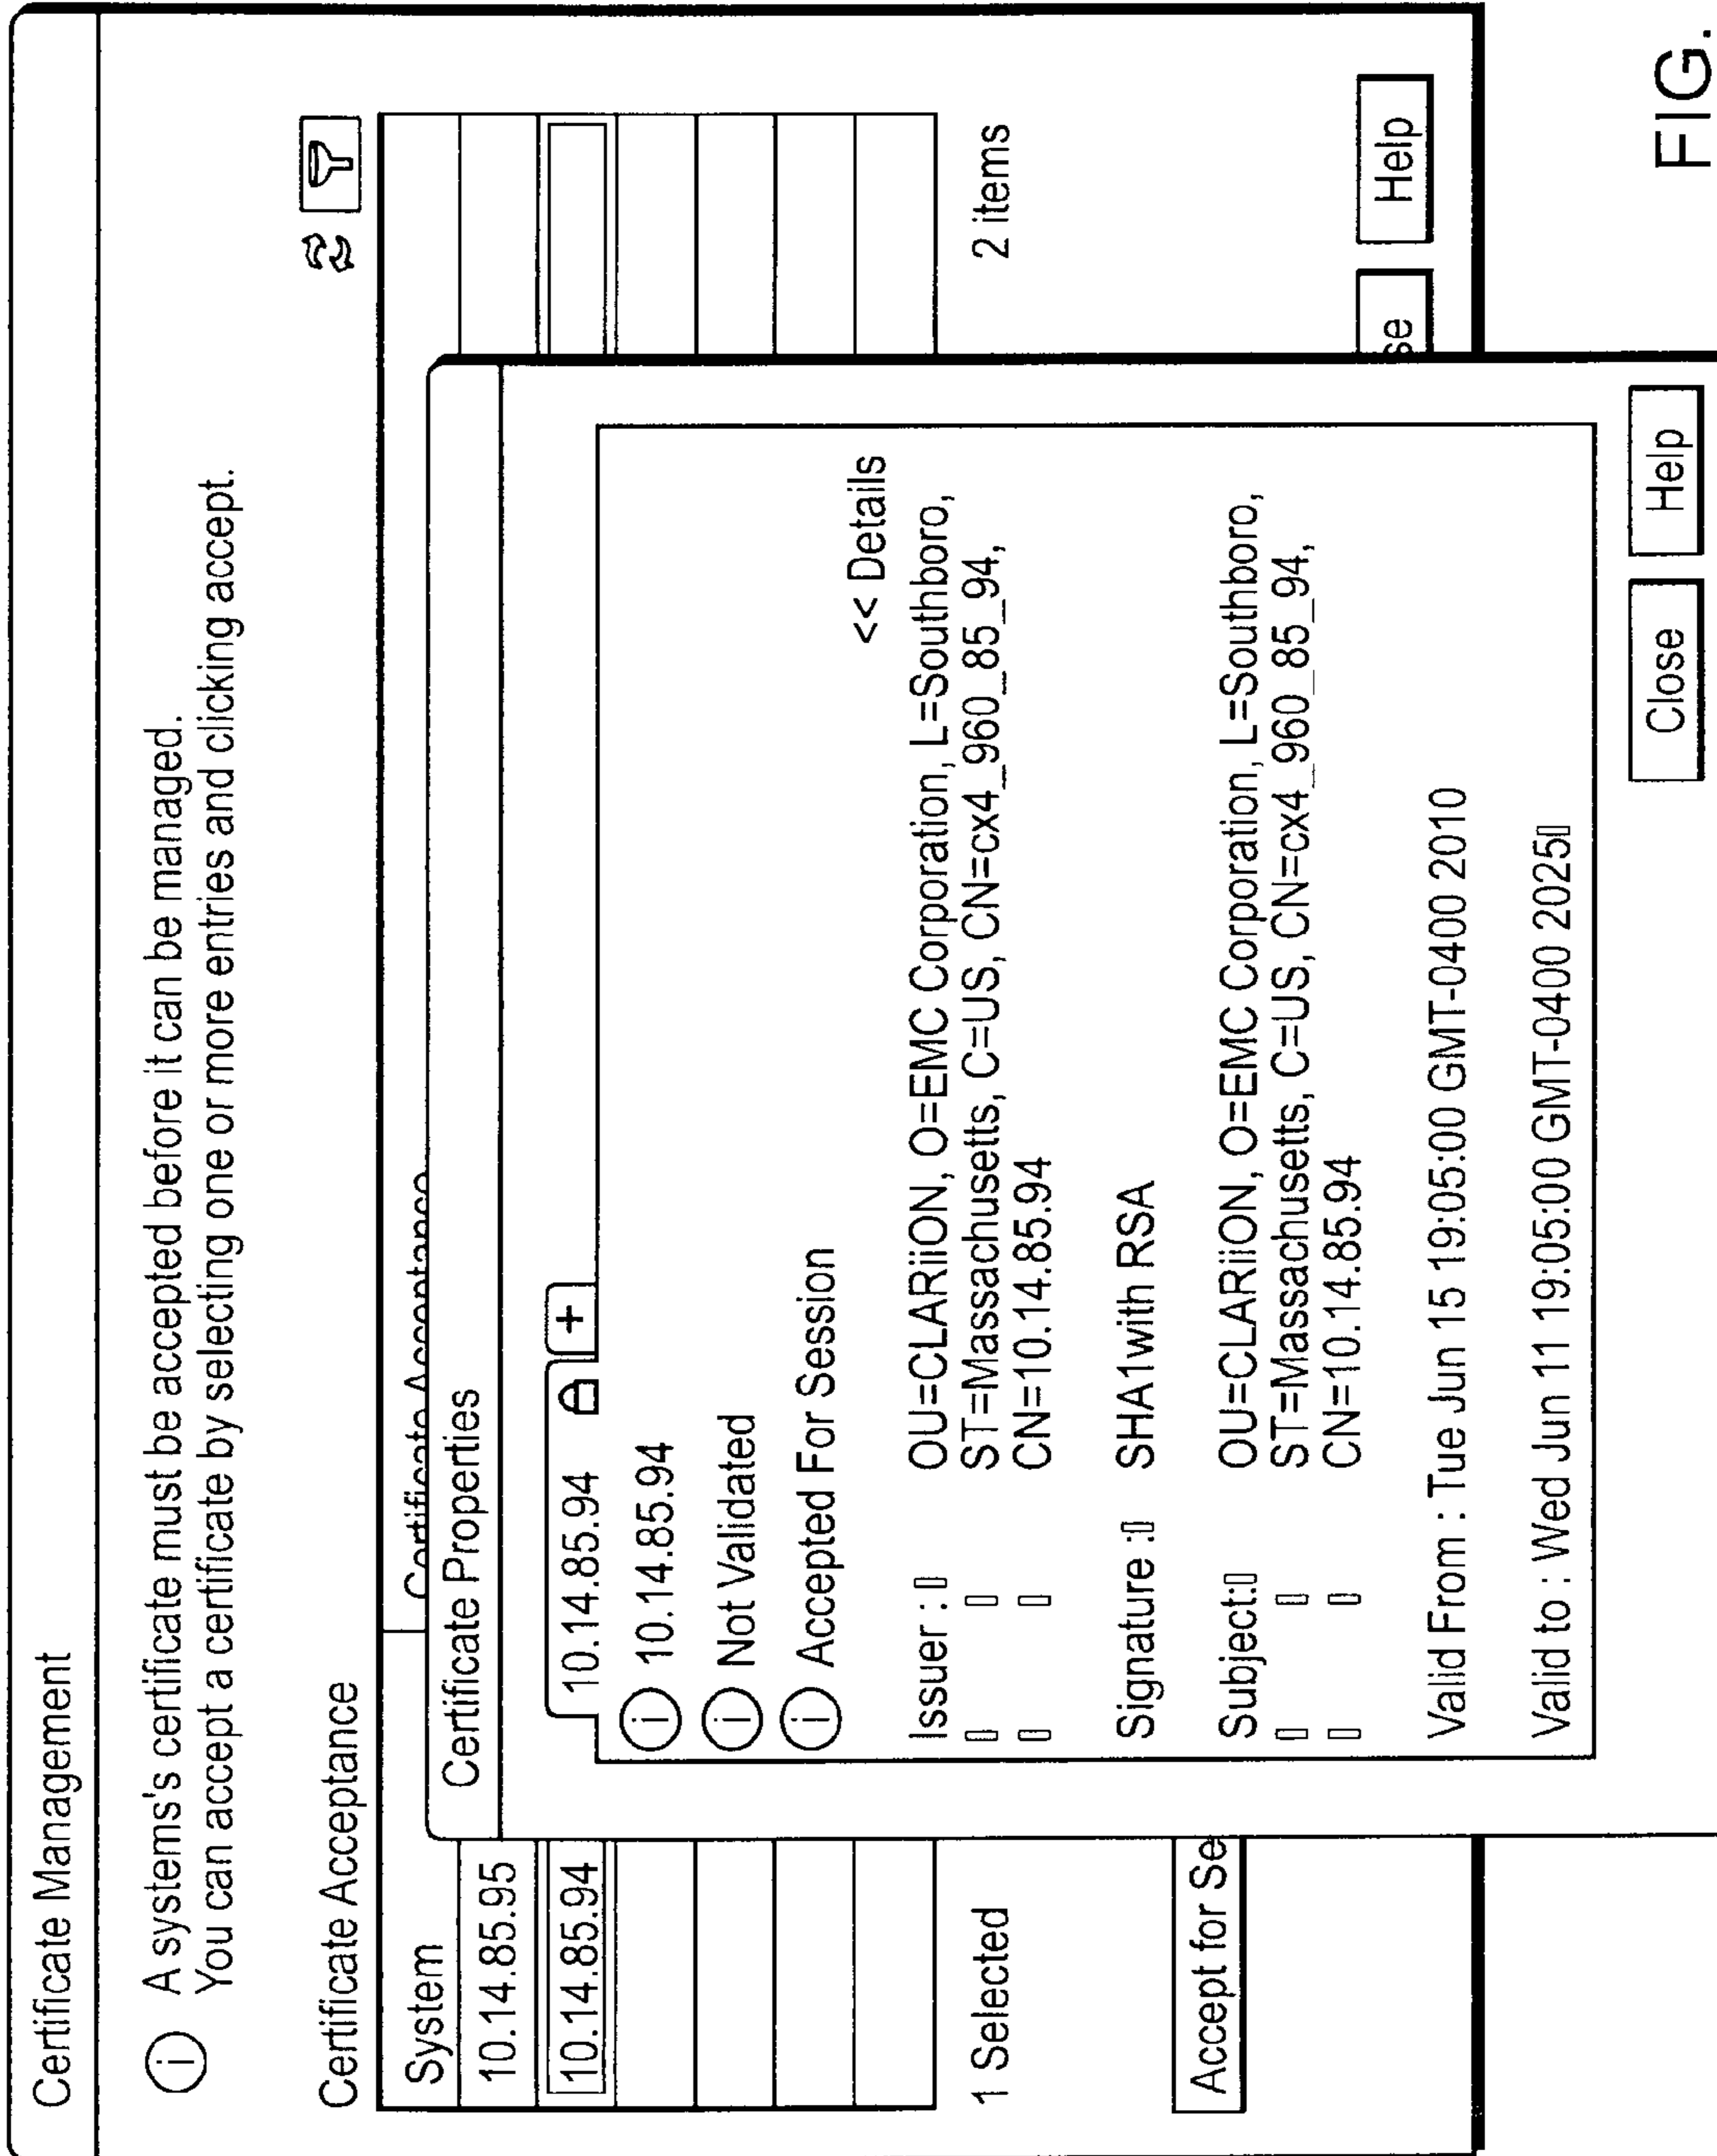 Certificate Management
A systems's certificate must be accepted before it can be managed.
You can accept a certificate by selecting one or more entries and clicking accept.
Certificate Acceptance
System
Certificate Acceptance
10.14.85.95
10.14.85.94
1 Selected
2 items
Accept for Se
se
Help
Certificate Properties
10.14.85.94
+
10.14.85.94
Not Validated
Accepted For Session
<< Details
Issuer : OU=CLARiiON, O=EMC Corporation, L=Southboro,
ST=Massachusetts, C=US, CN=cx4_960_85_94,
CN=10.14.85.94
Signature : SHA1with RSA
Subject: OU=CLARiiON, O=EMC Corporation, L=Southboro,
ST=Massachusetts, C=US, CN=cx4_960_85_94,
CN=10.14.85.94
Valid From : Tue Jun 15 19:05:00 GMT-0400 2010
Valid to : Wed Jun 11 19:05:00 GMT-0400 2025
Close
Help
FIG.